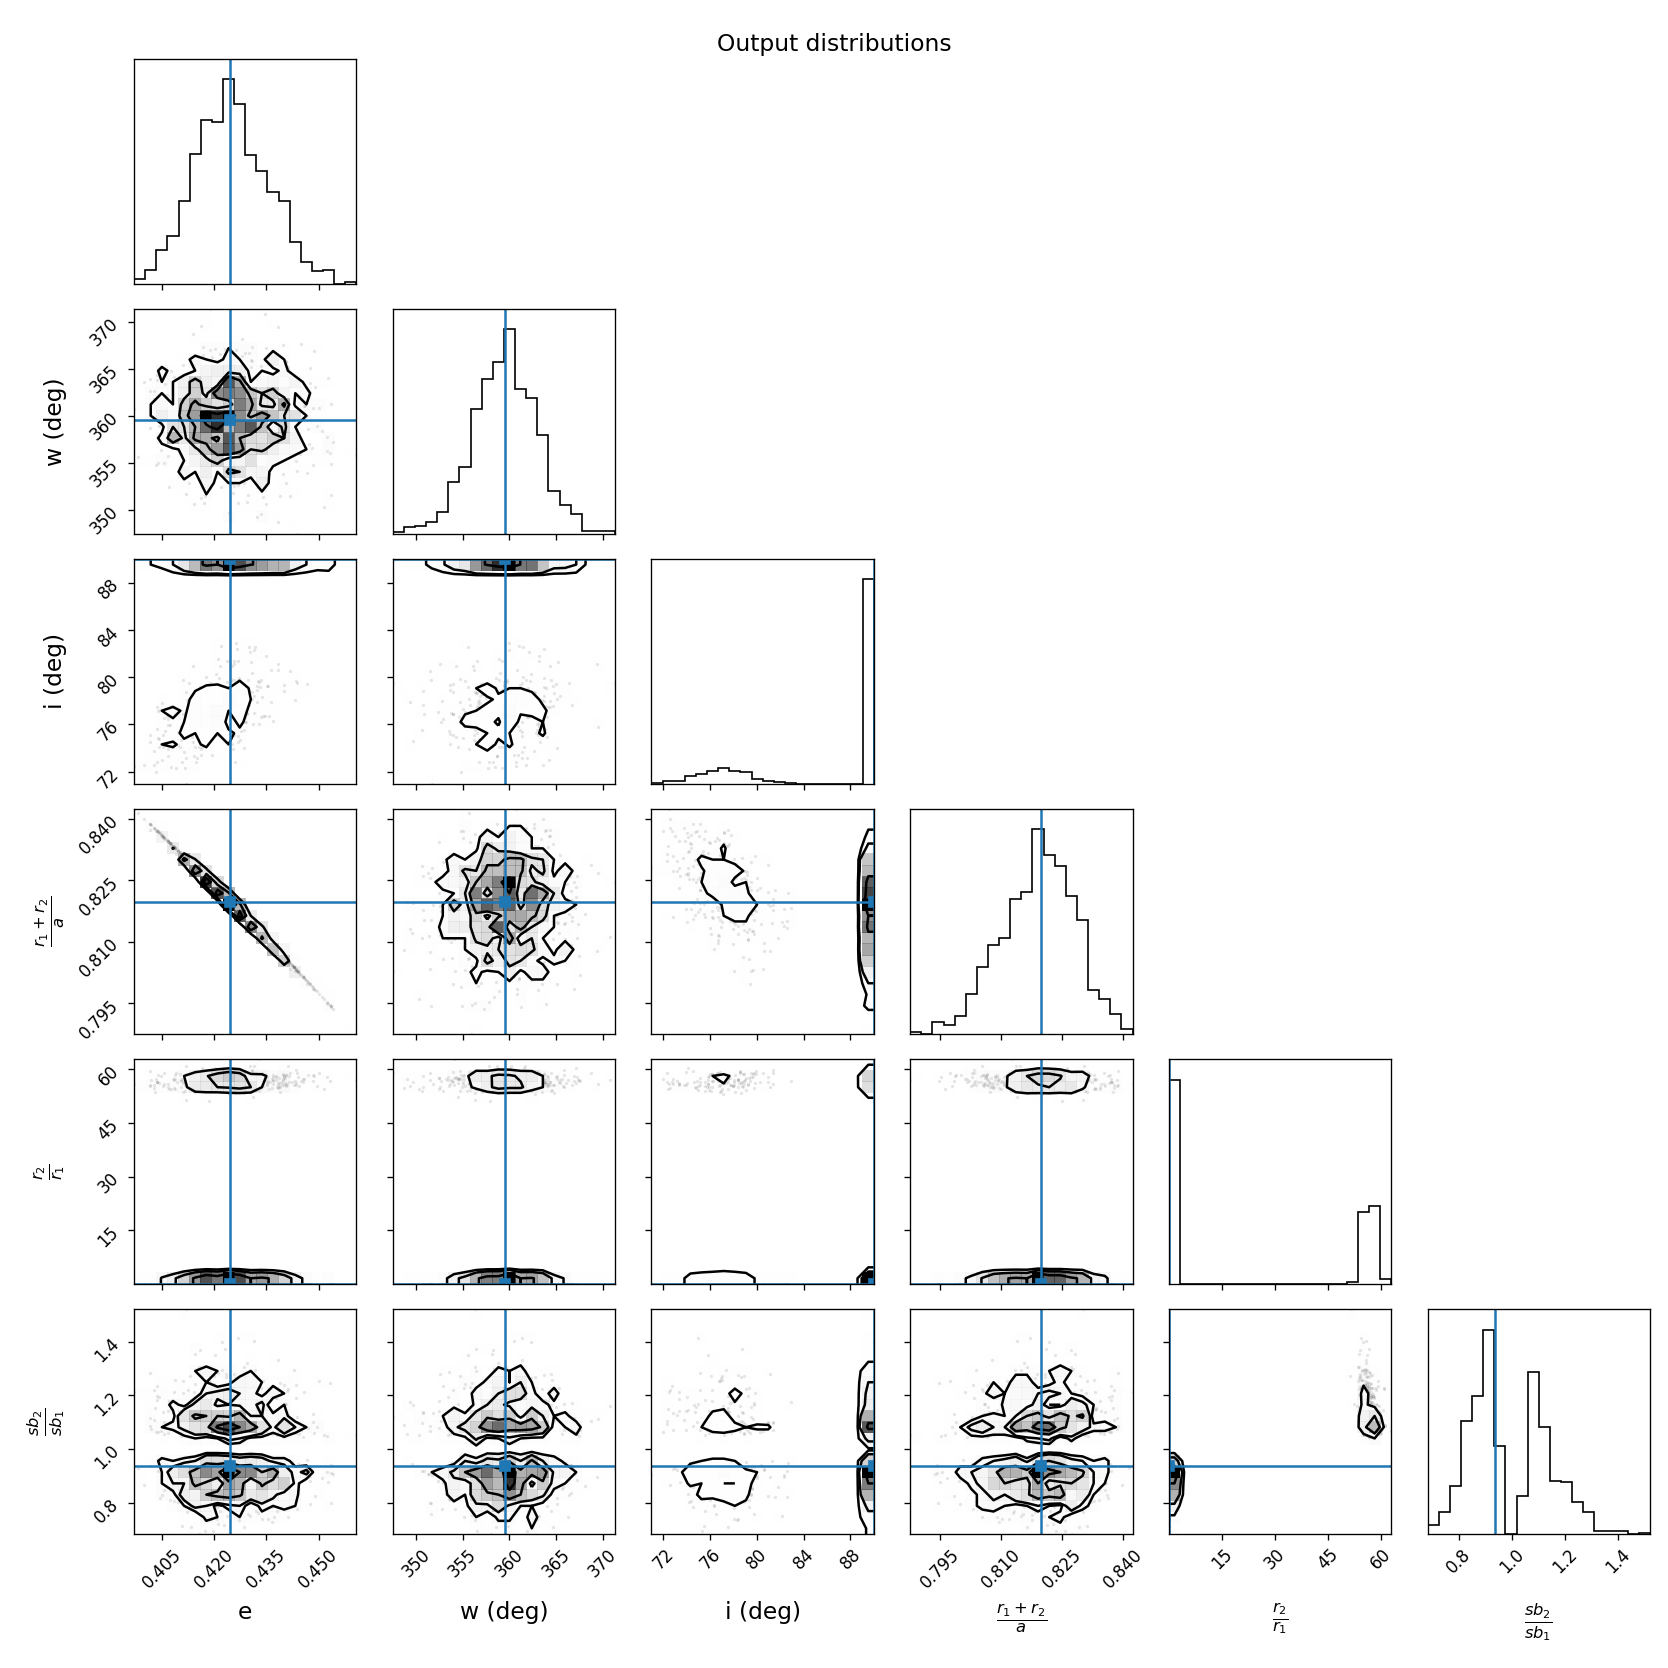 Output distributions
370
365
360
355
350
w (deg)
88
84
80
76
72
i (deg)
0.840
0.825
0.810
0.795
r₁ + r₂
a
60
45
30
15
r₂
r₁
1.4
1.2
1.0
0.8
sb₂
sb₁
0.405 0.420 0.435 0.450
350 355 360 365 370
72 76 80 84 88
0.795 0.810 0.825 0.840
15 30 45 60
0.8 1.0 1.2 1.4
e
w (deg)
i (deg)
r₁ + r₂
a
r₂
r₁
sb₂
sb₁